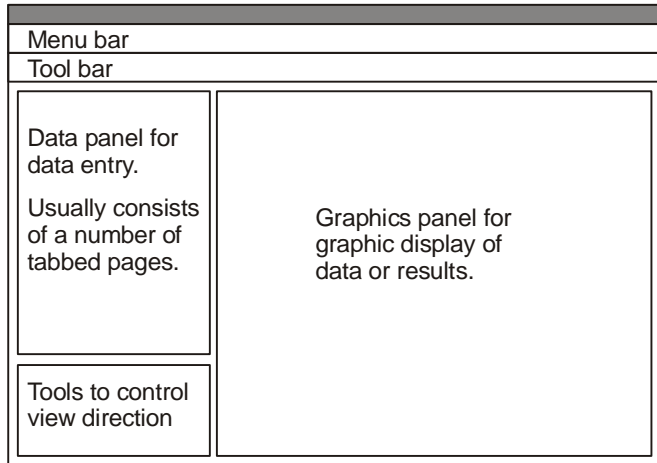 Menu bar
Tool bar
Data panel for
data entry.
Usually consists
of a number of
tabbed pages.
Graphics panel for
graphic display of
data or results.
Tools to control
view direction